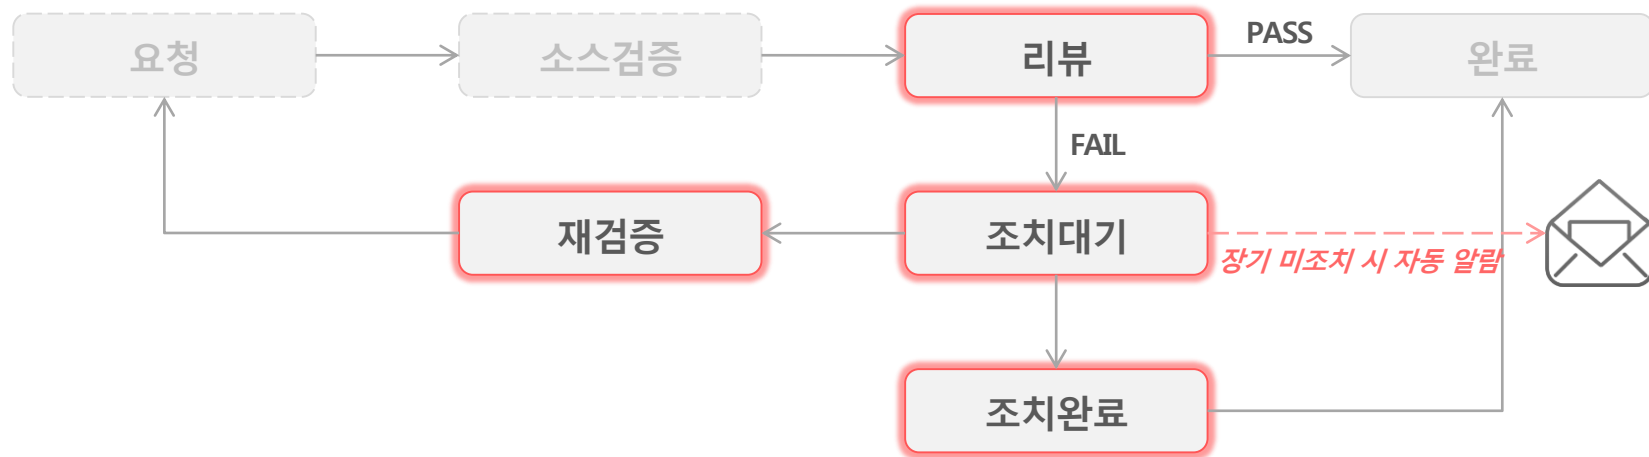 요청
소스검증
리뷰
PASS
완료
FAIL
재검증
조치대기
장기 미조치 시 자동 알람
조치완료